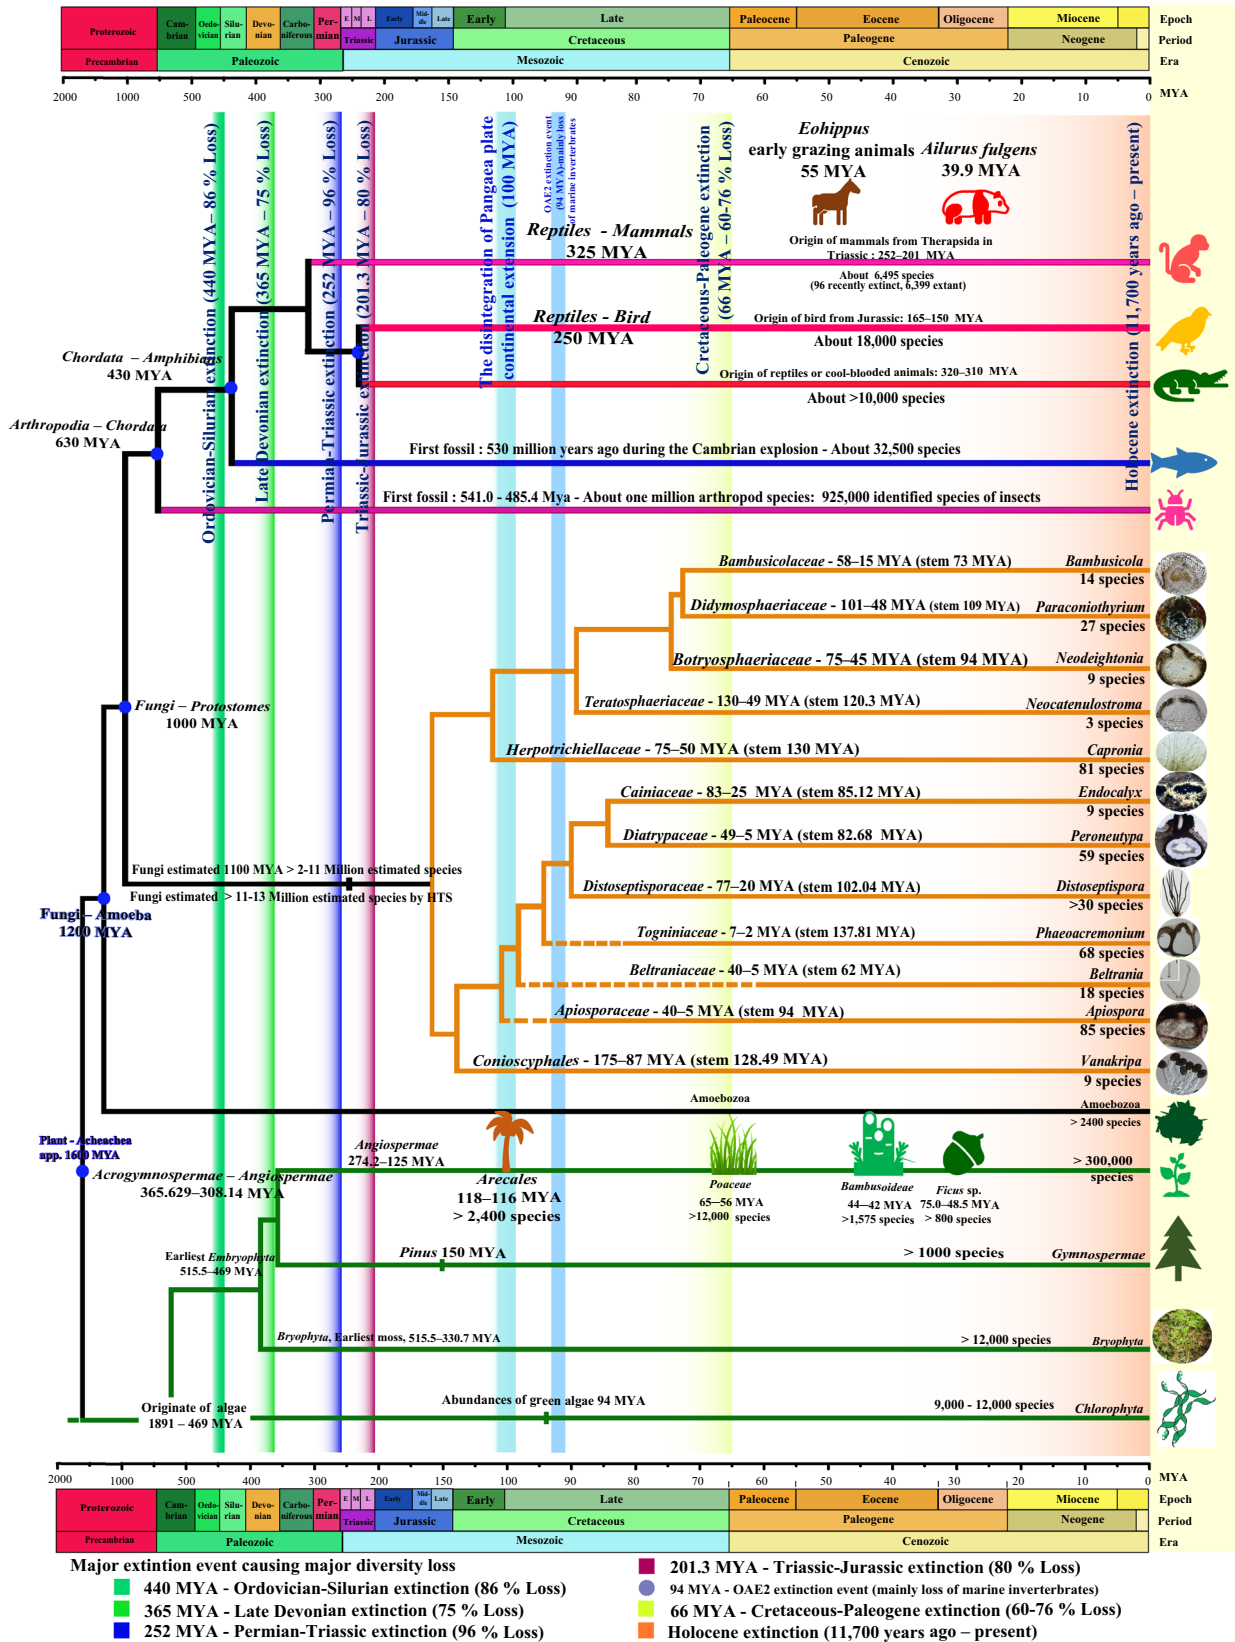 Cam-
brian
Oedo-
vician
Silu-
rian
Devo-
nian
Carbo-
niferous
Per-
mian
E M L
Early
Mid-
dle
Late
Early
Late
Paleocene
Eocene
Oligocene
Miocene
Epoch
Proterozoic
Triassic
Jurassic
Cretaceous
Paleogene
Neogene
Period
Precambrian
Paleozoic
Mesozoic
Cenozoic
Era
2000 1000 500 400 300 200 150 100 90 80 70 60 50 40 30 20 10 0 MYA
Ordovician-Silurian extinction (440 MYA– 86 % Loss)
Late Devonian extinction (365 MYA – 75 % Loss)
Permian-Triassic extinction (252 MYA – 96 % Loss)
Triassic-Jurassic extinction (201.3 MYA – 80 % Loss)
The disintegration of Pangaea plate
continental extension (100 MYA)
OAE2 extinction event
(94 MYA)-mainly loss
of marine inverterbrates
Cretaceous-Paleogene extinction
(66 MYA – 60-76 % Loss)
Holocene extinction (11,700 years ago – present)
Eohippus
early grazing animals
55 MYA
Ailurus fulgens
39.9 MYA
Reptiles - Mammals
325 MYA
Origin of mammals from Therapsida in
Triassic : 252–201 MYA
About 6,495 species
(96 recently extinct, 6,399 extant)
Reptiles - Bird
250 MYA
Origin of bird from Jurassic: 165–150 MYA
About 18,000 species
Chordata – Amphibians
430 MYA
Origin of reptiles or cool-blooded animals: 320–310 MYA
About >10,000 species
Arthropodia – Chordata
630 MYA
First fossil : 530 million years ago during the Cambrian explosion - About 32,500 species
First fossil : 541.0 - 485.4 Mya - About one million arthropod species: 925,000 identified species of insects
Bambusicolaceae - 58–15 MYA (stem 73 MYA)
Bambusicola
14 species
Didymosphaeriaceae - 101–48 MYA (stem 109 MYA)
Paraconiothyrium
27 species
Botryosphaeriaceae - 75–45 MYA (stem 94 MYA)
Neodeightonia
9 species
Fungi – Protostomes
1000 MYA
Teratosphaeriaceae - 130–49 MYA (stem 120.3 MYA)
Neocatenulostroma
3 species
Herpotrichiellaceae - 75–50 MYA (stem 130 MYA)
Capronia
81 species
Cainiaceae - 83–25 MYA (stem 85.12 MYA)
Endocalyx
9 species
Diatrypaceae - 49–5 MYA (stem 82.68 MYA)
Peroneutypa
59 species
Fungi estimated 1100 MYA > 2-11 Million estimated species
Fungi estimated > 11-13 Million estimated species by HTS
Distoseptisporaceae - 77–20 MYA (stem 102.04 MYA)
Distoseptispora
>30 species
Fungi – Amoeba
1200 MYA
Togniniaceae - 7–2 MYA (stem 137.81 MYA)
Phaeoacremonium
68 species
Beltraniaceae - 40–5 MYA (stem 62 MYA)
Beltrania
18 species
Apiosporaceae - 40–5 MYA (stem 94 MYA)
Apiospora
85 species
Conioscyphales - 175–87 MYA (stem 128.49 MYA)
Vanakripa
9 species
Amoebozoa
Amoebozoa
> 2400 species
Plant - Acheachea
app. 1600 MYA
Angiospermae
274.2–125 MYA
Acrogymnospermae – Angiospermae
365.629–308.14 MYA
Arecales
118–116 MYA
> 2,400 species
Poaceae
65–56 MYA
>12,000 species
Bambusoideae
44–42 MYA
>1,575 species
Ficus sp.
75.0–48.5 MYA
> 800 species
> 300,000
species
Earliest Embryophyta
515.5–469 MYA
Pinus 150 MYA
> 1000 species
Gymnospermae
Bryophyta, Earliest moss, 515.5–330.7 MYA
> 12,000 species
Bryophyta
Originate of algae
1891 – 469 MYA
Abundances of green algae 94 MYA
9,000 - 12,000 species
Chlorophyta
2000 1000 500 400 300 200 150 100 90 80 70 60 50 40 30 20 10 0 MYA
Cam-
brian
Oedo-
vician
Silu-
rian
Devo-
nian
Carbo-
niferous
Per-
mian
E M L
Early
Mid-
dle
Late
Early
Late
Paleocene
Eocene
Oligocene
Miocene
Epoch
Proterozoic
Triassic
Jurassic
Cretaceous
Paleogene
Neogene
Period
Precambrian
Paleozoic
Mesozoic
Cenozoic
Era
Major extintion event causing major diversity loss
440 MYA - Ordovician-Silurian extinction (86 % Loss)
365 MYA - Late Devonian extinction (75 % Loss)
252 MYA - Permian-Triassic extinction (96 % Loss)
201.3 MYA - Triassic-Jurassic extinction (80 % Loss)
94 MYA - OAE2 extinction event (mainly loss of marine inverterbrates)
66 MYA - Cretaceous-Paleogene extinction (60-76 % Loss)
Holocene extinction (11,700 years ago – present)